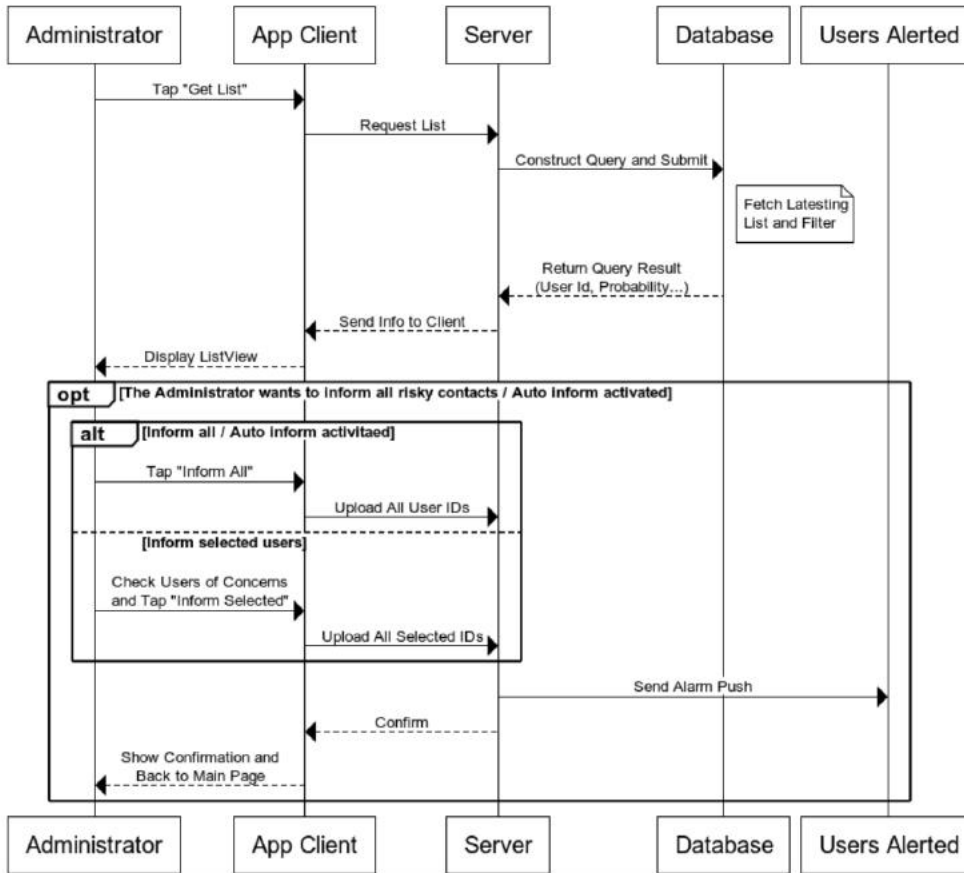 Administrator
App Client
Server
Database
Users Alerted
Tap "Get List"
Request List
Construct Query and Submit
Fetch Latesting
List and Filter
Return Query Result
(User Id, Probability...)
Send Info to Client
Display ListView
opt
[The Administrator wants to inform all risky contacts / Auto inform activated]
alt
[Inform all / Auto inform activitaed]
Tap "Inform All"
Upload All User IDs
[Inform selected users]
Check Users of Concerns
and Tap "Inform Selected"
Upload All Selected IDs
Send Alarm Push
Confirm
Show Confirmation and
Back to Main Page
Administrator
App Client
Server
Database
Users Alerted